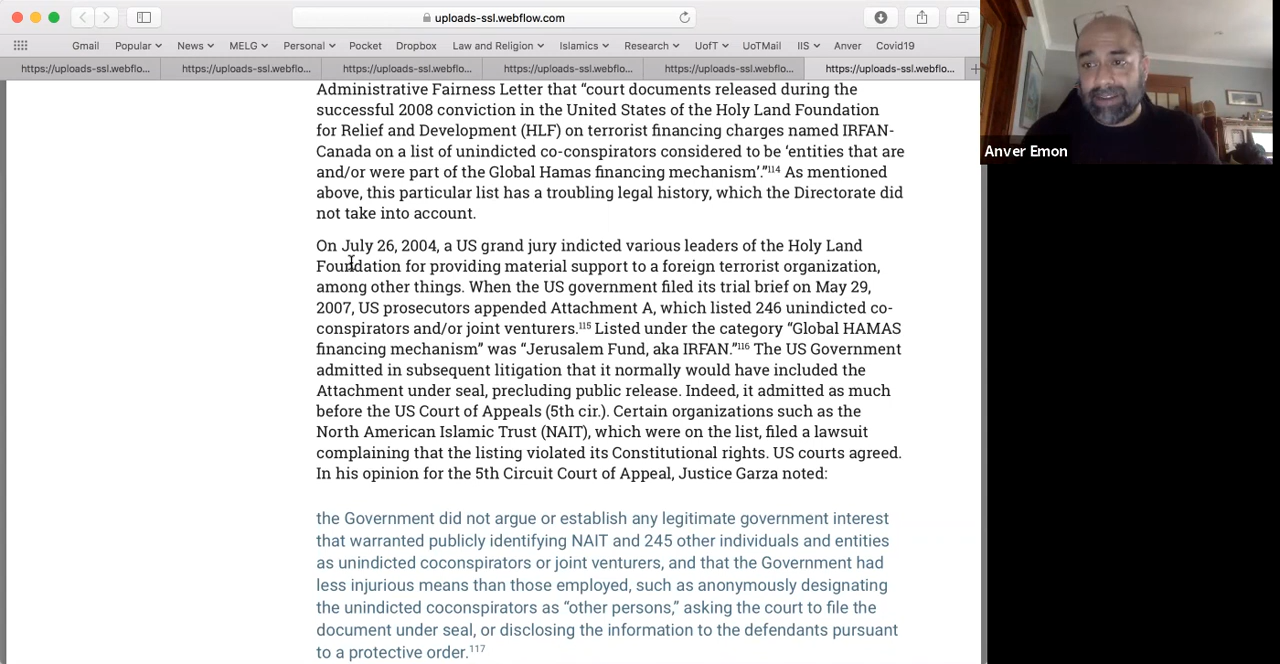 uploads-ssl.webflow.com
Gmail Popular News MELG Personal Pocket Dropbox Law and Religion Islamics Research UofT UoTMail IIS Anver Covid19
https://uploads-ssl.webflo... https://uploads-ssl.webflo... https://uploads-ssl.webflo... https://uploads-ssl.webflo... https://uploads-ssl.webflo... https://uploads-ssl.webflo...
Administrative Fairness Letter that “court documents released during the
successful 2008 conviction in the United States of the Holy Land Foundation
for Relief and Development (HLF) on terrorist financing charges named IRFAN-
Canada on a list of unindicted co-conspirators considered to be ‘entities that are
and/or were part of the Global Hamas financing mechanism’.”114 As mentioned
above, this particular list has a troubling legal history, which the Directorate did
not take into account.
On July 26, 2004, a US grand jury indicted various leaders of the Holy Land
Foundation for providing material support to a foreign terrorist organization,
among other things. When the US government filed its trial brief on May 29,
2007, US prosecutors appended Attachment A, which listed 246 unindicted co-
conspirators and/or joint venturers.115 Listed under the category “Global HAMAS
financing mechanism” was “Jerusalem Fund, aka IRFAN.”116 The US Government
admitted in subsequent litigation that it normally would have included the
Attachment under seal, precluding public release. Indeed, it admitted as much
before the US Court of Appeals (5th cir.). Certain organizations such as the
North American Islamic Trust (NAIT), which were on the list, filed a lawsuit
complaining that the listing violated its Constitutional rights. US courts agreed.
In his opinion for the 5th Circuit Court of Appeal, Justice Garza noted:
the Government did not argue or establish any legitimate government interest
that warranted publicly identifying NAIT and 245 other individuals and entities
as unindicted coconspirators or joint venturers, and that the Government had
less injurious means than those employed, such as anonymously designating
the unindicted coconspirators as “other persons,” asking the court to file the
document under seal, or disclosing the information to the defendants pursuant
to a protective order.117
Anver Emon